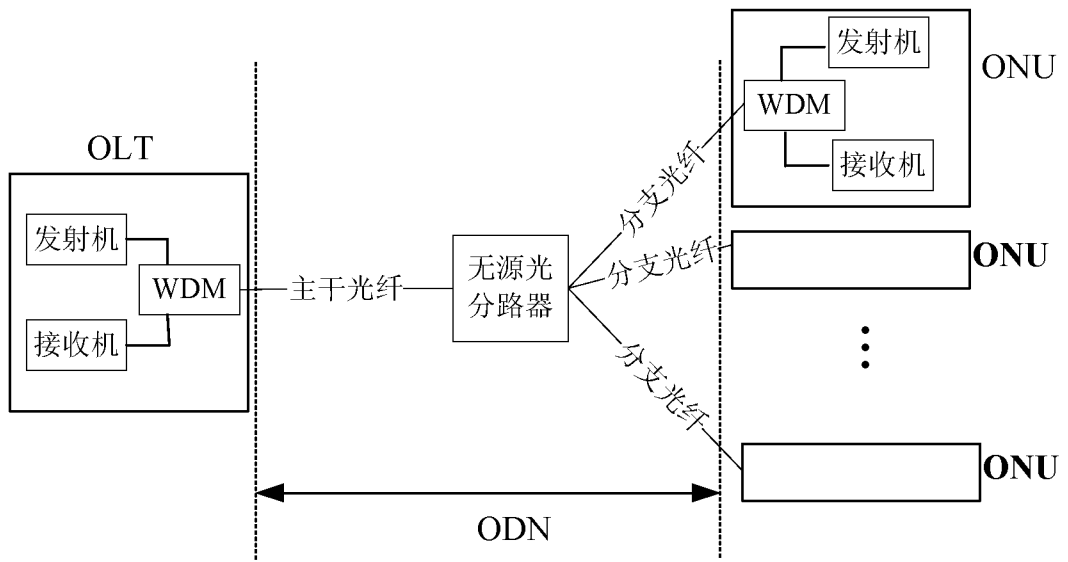 OLT
发射机
WDM
接收机
主干光纤
无源光
分路器
分支光纤
分支光纤
分支光纤
ODN
发射机
WDM
接收机
ONU
ONU
ONU